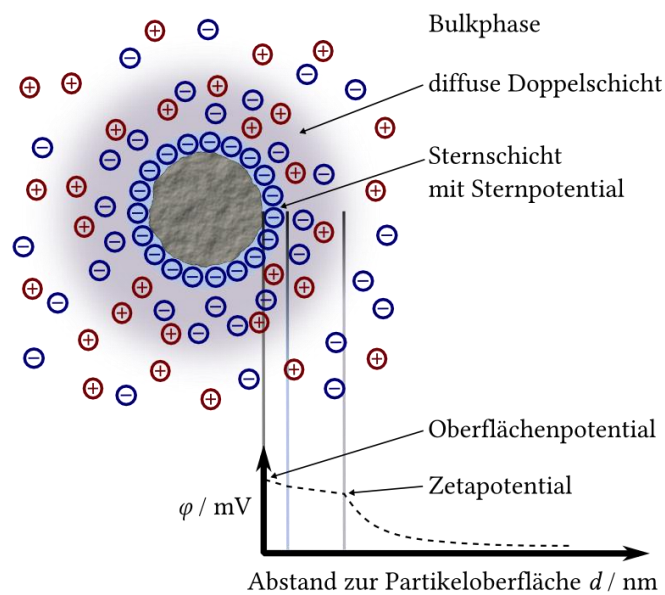 Bulkphase
diffuse Doppelschicht
Sternschicht
mit Sternpotential
Oberflächenpotential
Zetapotential
φ / mV
Abstand zur Partikeloberfläche d / nm